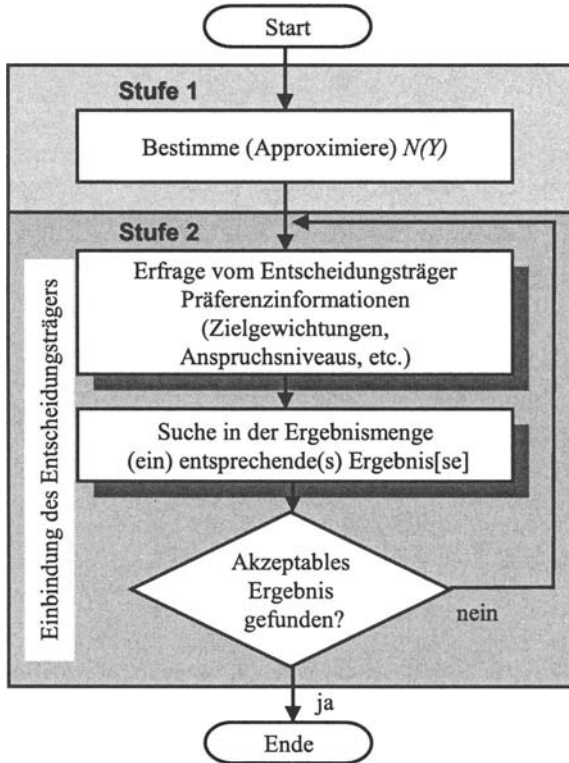 Start
Stufe 1
Bestimme (Approximiere) N(Y)
Stufe 2
Einbindung des Entscheidungsträgers
Erfrage vom Entscheidungsträger
Präferenzinformationen
(Zielgewichtungen,
Anspruchsniveaus, etc.)
Suche in der Ergebnismenge
(ein) entsprechende(s) Ergebnis[se]
Akzeptables
Ergebnis
gefunden?
nein
ja
Ende